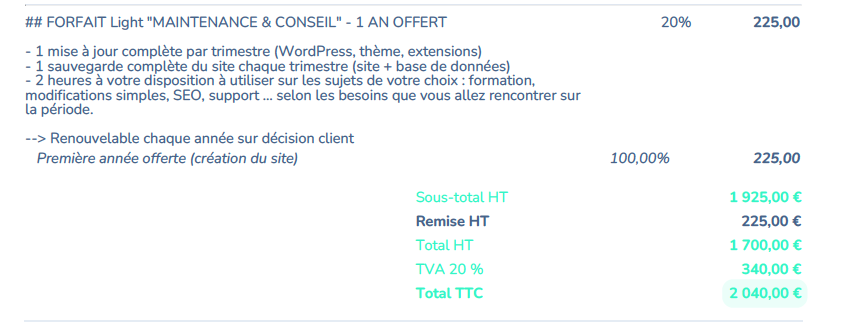 ## FORFAIT Light "MAINTENANCE & CONSEIL" - 1 AN OFFERT 20% 225,00
- 1 mise à jour complète par trimestre (WordPress, thème, extensions)
- 1 sauvegarde complète du site chaque trimestre (site + base de données)
- 2 heures à votre disposition à utiliser sur les sujets de votre choix : formation,
modifications simples, SEO, support ... selon les besoins que vous allez rencontrer sur
la période.
--> Renouvelable chaque année sur décision client
Première année offerte (création du site) 100,00% 225,00
Sous-total HT 1 925,00 €
Remise HT 225,00 €
Total HT 1 700,00 €
TVA 20 % 340,00 €
Total TTC 2 040,00 €